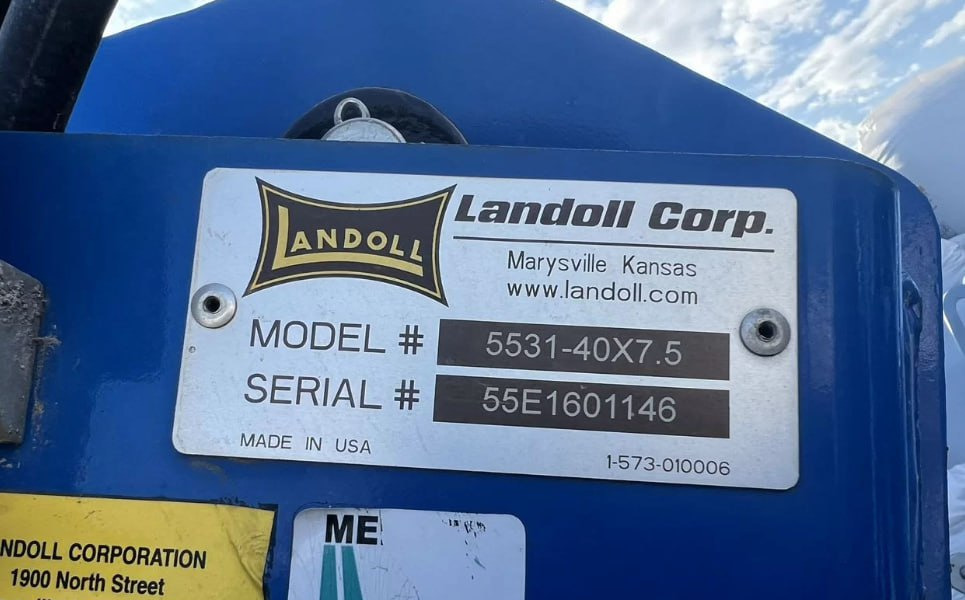 LANDOLL
Landoll Corp.
Marysville Kansas
www.landoll.com
MODEL # 5531-40X7.5
SERIAL # 55E1601146
MADE IN USA
1-573-010006
NDOLL CORPORATION
1900 North Street
ME